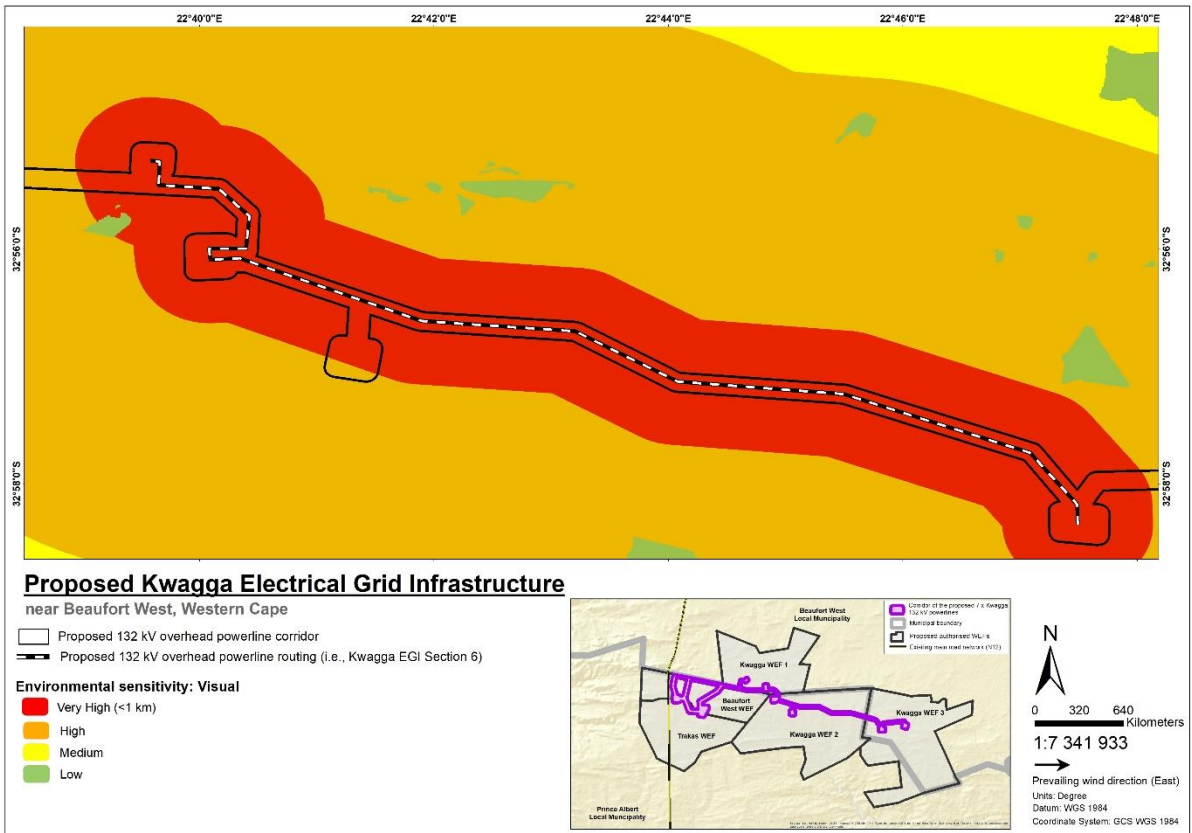 22°40'0"E 22°42'0"E 22°44'0"E 22°46'0"E 22°48'0"E
32°56'0"S 32°56'0"S
32°58'0"S 32°58'0"S
Proposed Kwagga Electrical Grid Infrastructure
near Beaufort West, Western Cape
Proposed 132 kV overhead powerline corridor
Proposed 132 kV overhead powerline routing (i.e., Kwagga EGI Section 6)
Environmental sensitivity: Visual
Very High (<1 km)
High
Medium
Low
Beaufort West
Local Municipality
Corridor of the proposed 7 x Kwagga
132 kV powerlines
Municipal boundary
Proposed authorised WEFs
Existing main road network (N12)
Kwagga WEF 1
Beaufort
West WEF
Kwagga WEF 3
Trakas WEF
Kwagga WEF 2
Prince Albert
Local Municipality
N
0 320 640
Kilometers
1:7 341 933
Prevailing wind direction (East)
Units: Degree
Datum: WGS 1984
Coordinate System: GCS WGS 1984